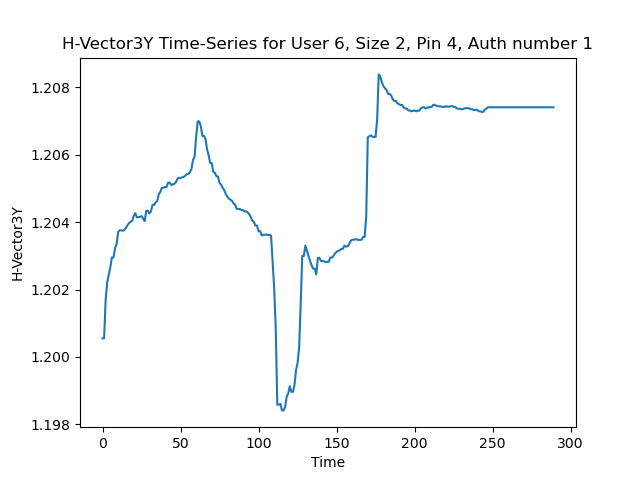 H-Vector3Y Time-Series for User 6, Size 2, Pin 4, Auth number 1
H-Vector3Y
1.208
1.206
1.204
1.202
1.200
1.198
0 50 100 150 200 250 300
Time